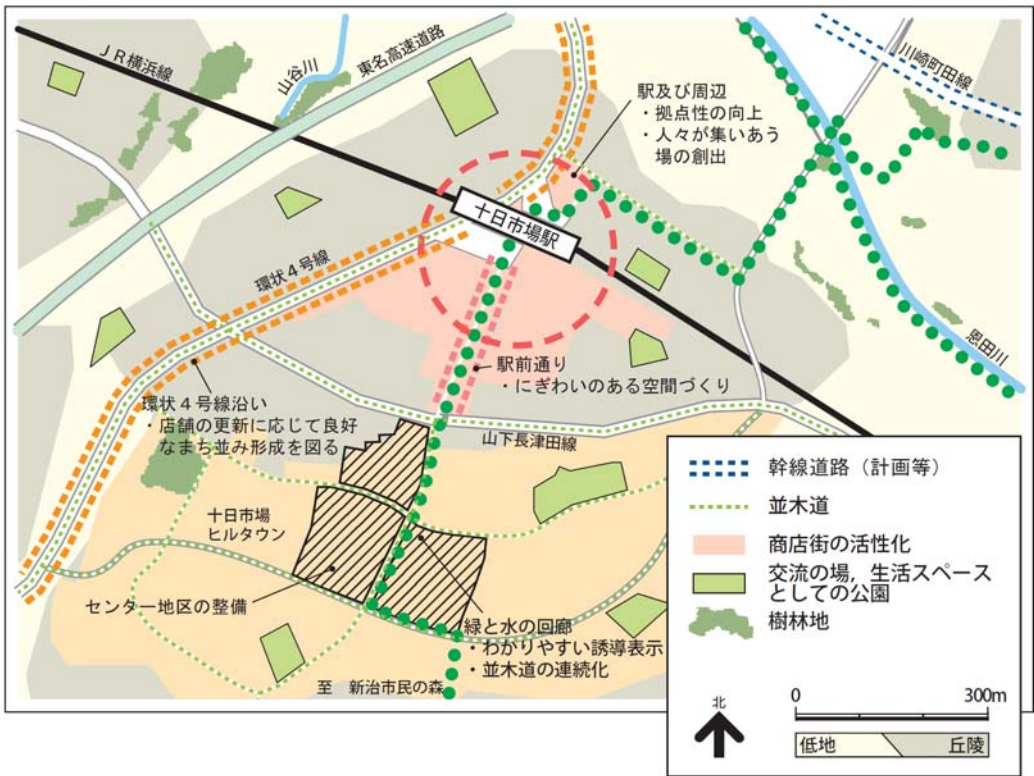 JR横浜線
山谷川
東名高速道路
川崎町田線
駅及び周辺
・拠点性の向上
・人々が集いあう
場の創出
十日市場駅
環状4号線
恩田川
駅前通り
・にぎわいのある空間づくり
環状4号線沿い
・店舗の更新に応じて良好
なまち並み形成を図る
山下長津田線
十日市場
ヒルタウン
センター地区の整備
緑と水の回廊
・わかりやすい誘導表示
・並木道の連続化
至 新治市民の森
幹線道路（計画等）
並木道
商店街の活性化
交流の場，生活スペース
としての公園
樹林地
北
0 300m
低地 丘陵